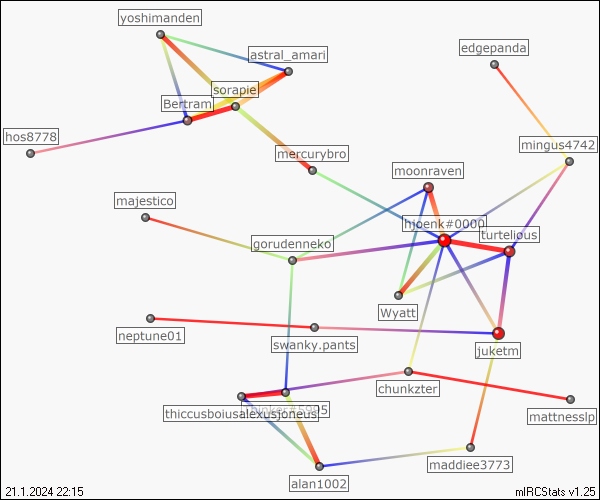 yoshimanden
astral_amari
edgepanda
sorapie
Bertram
hos8778
mercurybro
mingus4742
moonraven
majestico
hjoenk#0000
turtelious
gorudenneko
Wyatt
neptune01
swanky.pants
juketm
chunkzter
thiccusboiusalexusjoneus
mattnesslp
maddiee3773
alan1002
21.1.2024 22:15
mIRCStats v1.25